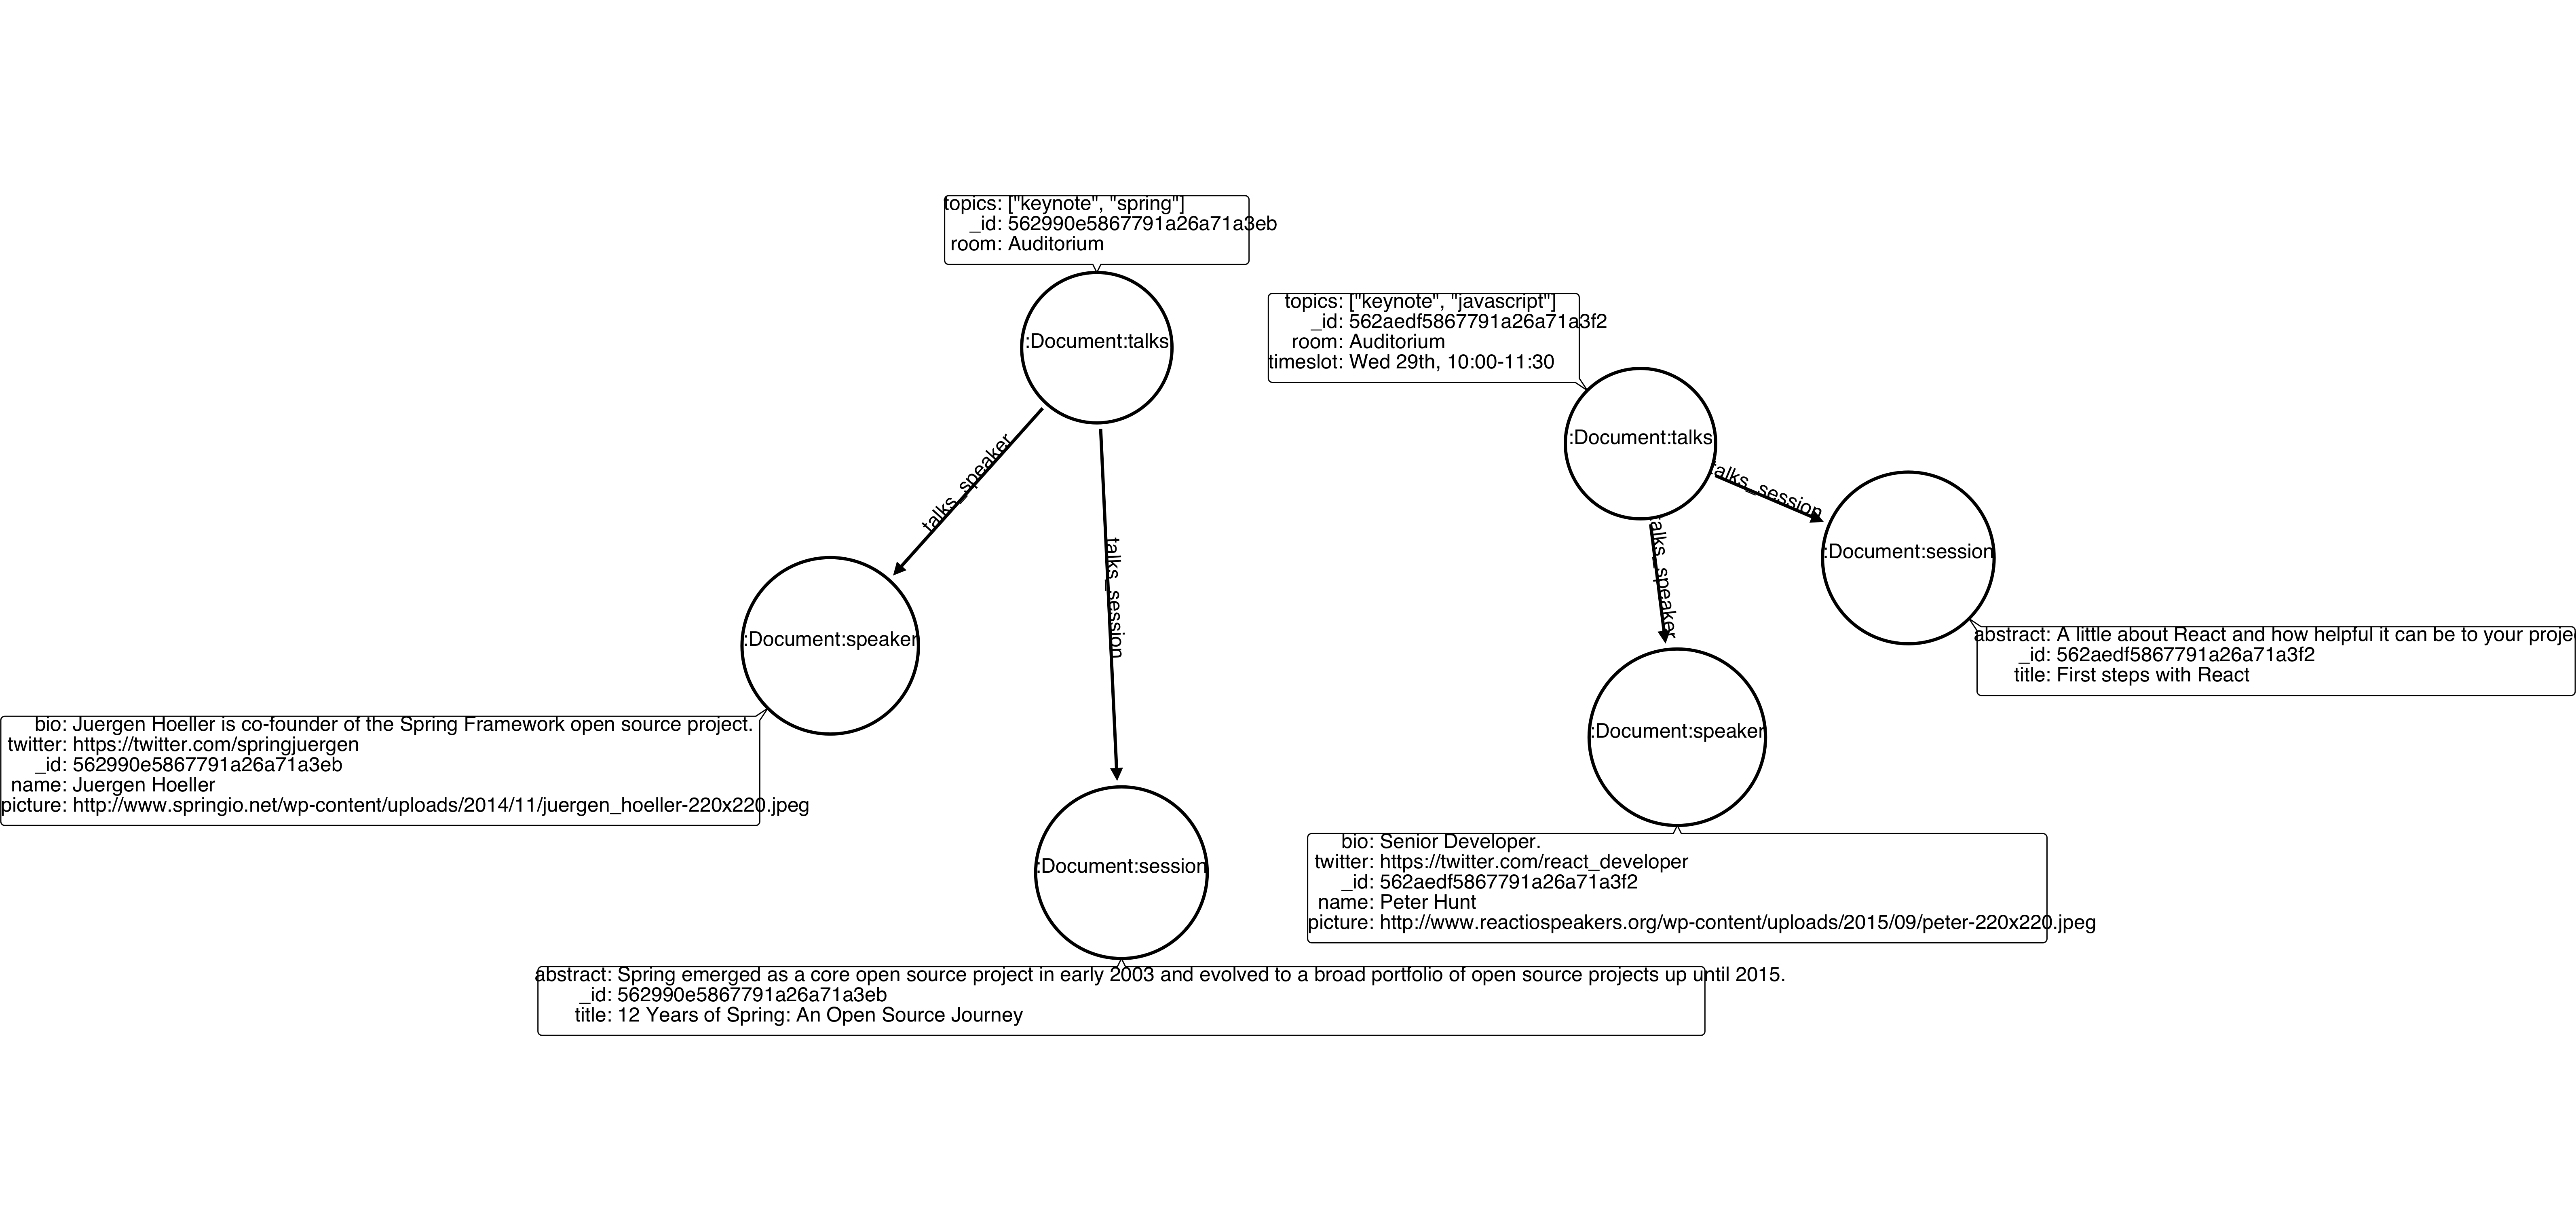 topics: ["keynote", "spring"]
_id: 562990e5867791a26a71a3eb
room: Auditorium
:Document:talks
talks_speaker
talks_session
:Document:speaker
bio: Juergen Hoeller is co-founder of the Spring Framework open source project.
twitter: https://twitter.com/springjuergen
_id: 562990e5867791a26a71a3eb
name: Juergen Hoeller
picture: http://www.springio.net/wp-content/uploads/2014/11/juergen_hoeller-220x220.jpeg
:Document:session
abstract: Spring emerged as a core open source project in early 2003 and evolved to a broad portfolio of open source projects up until 2015.
_id: 562990e5867791a26a71a3eb
title: 12 Years of Spring: An Open Source Journey
topics: ["keynote", "javascript"]
_id: 562aedf5867791a26a71a3f2
room: Auditorium
timeslot: Wed 29th, 10:00-11:30
:Document:talks
talks_session
talks_speaker
:Document:session
abstract: A little about React and how helpful it can be to your proje
_id: 562aedf5867791a26a71a3f2
title: First steps with React
:Document:speaker
bio: Senior Developer.
twitter: https://twitter.com/react_developer
_id: 562aedf5867791a26a71a3f2
name: Peter Hunt
picture: http://www.reactiospeakers.org/wp-content/uploads/2015/09/peter-220x220.jpeg